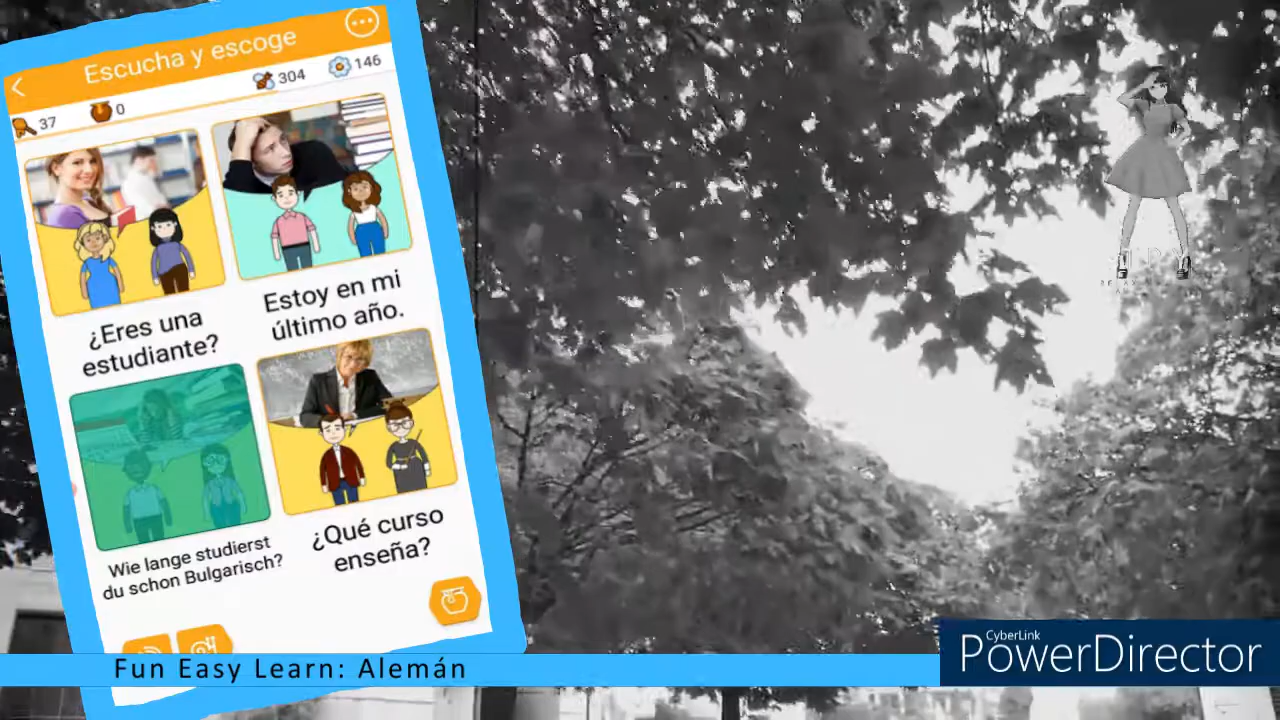 Escucha y escoge
37
0
304
146
¿Eres una
estudiante?
Estoy en mi
último año.
Wie lange studierst
du schon Bulgarisch?
¿Qué curso
enseña?
Fun Easy Learn: Alemán
CyberLink
PowerDirector